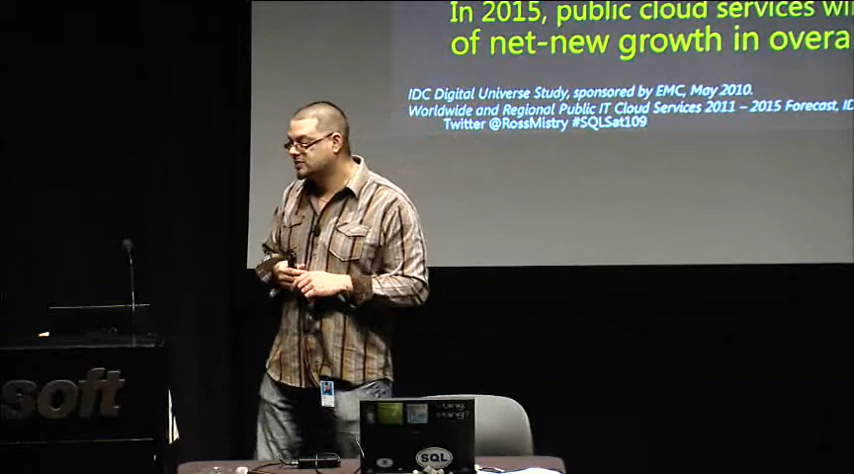 In 2015, public cloud services wi
of net-new growth in overa
IDC Digital Universe Study, sponsored by EMC, May 2010.
Worldwide and Regional Public IT Cloud Services 2011 – 2015 Forecast, ID
Twitter @RossMistry #SQLSat109
soft
SQL